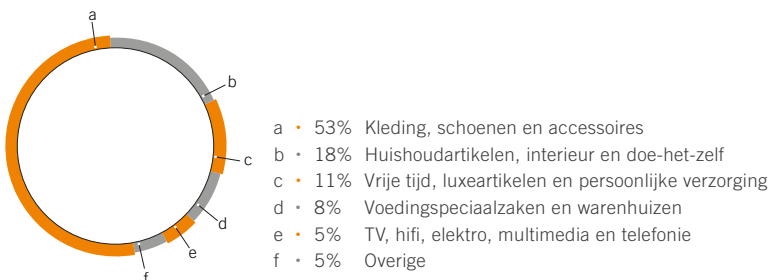 a
b
c
d
e
f
a • 53% Kleding, schoenen en accessoires
b • 18% Huishoudartikelen, interieur en doe-het-zelf
c • 11% Vrije tijd, luxeartikelen en persoonlijke verzorging
d • 8% Voedingspeciaalzaken en warenhuizen
e • 5% TV, hifi, elektro, multimedia en telefonie
f • 5% Overige